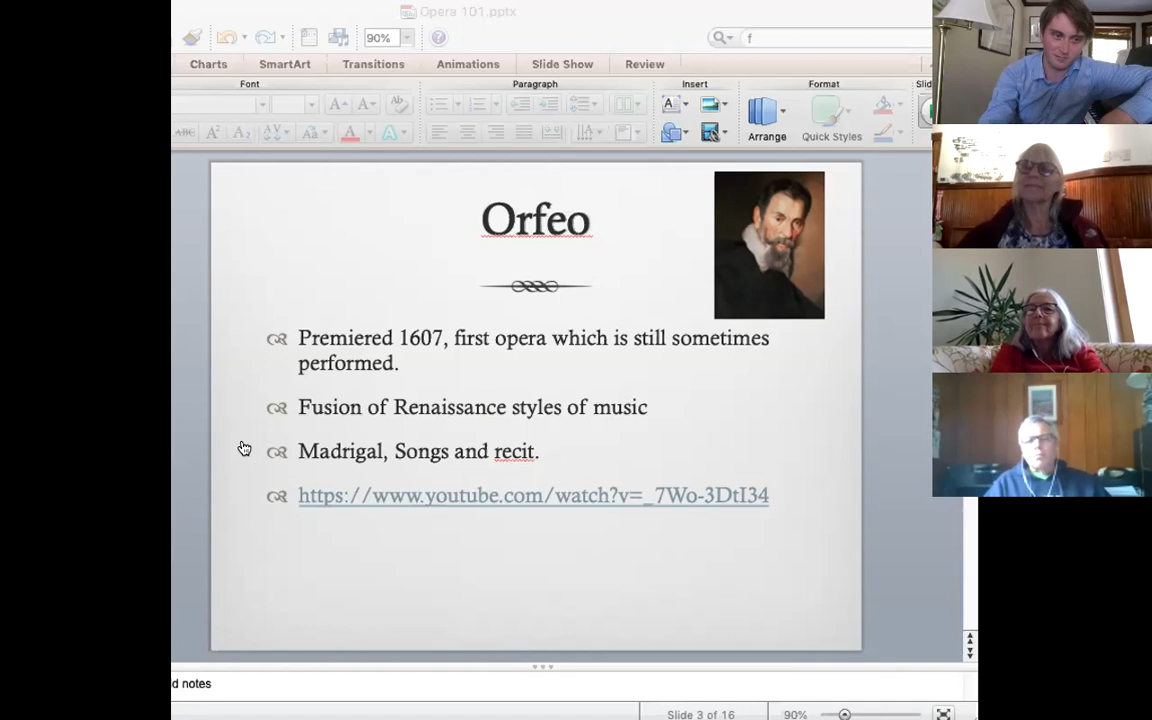 Opera 101.pptx
90%
f
Charts
SmartArt
Transitions
Animations
Slide Show
Review
Font
Paragraph
Insert
Format
Arrange
Quick Styles
Orfeo
Premiered 1607, first opera which is still sometimes
performed.
Fusion of Renaissance styles of music
Madrigal, Songs and recit.
https://www.youtube.com/watch?v=_7Wo-3DtI34
d notes
Slide 3 of 16
90%